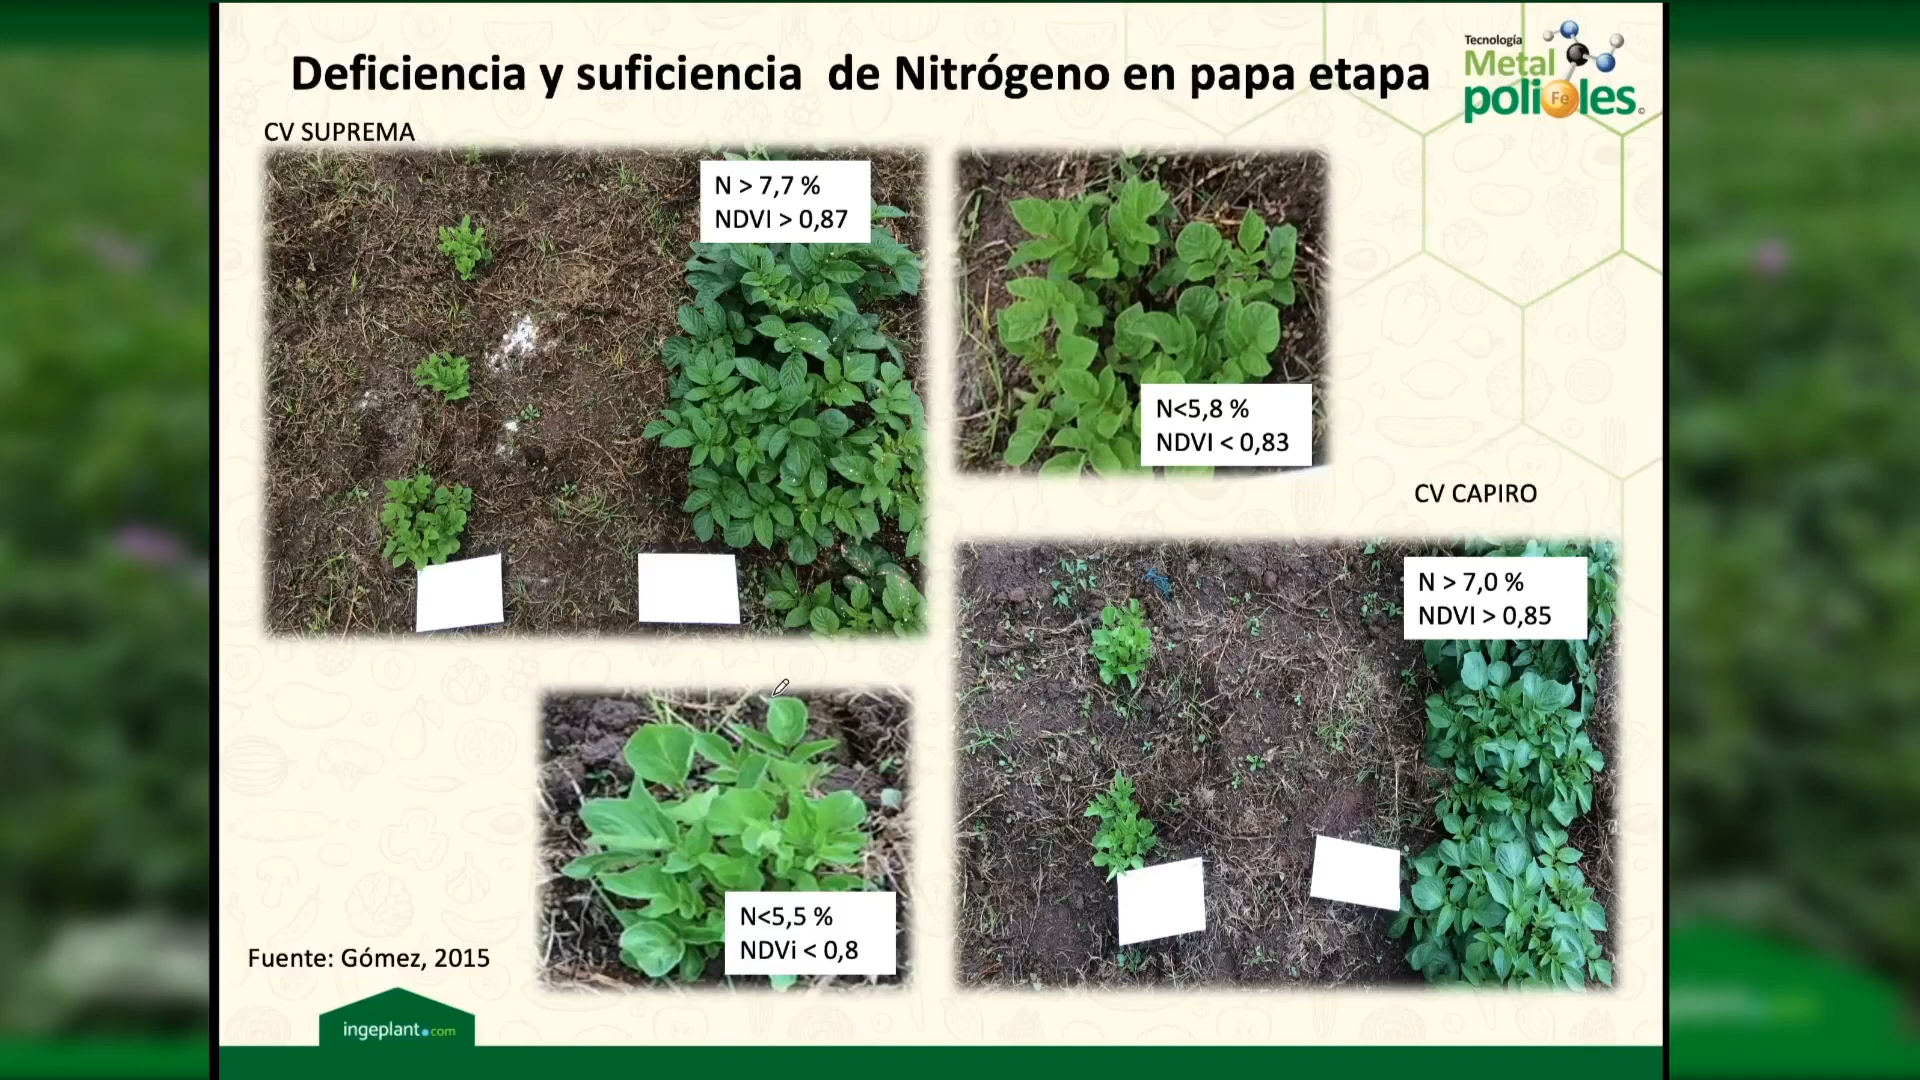 Deficiencia y suficiencia de Nitrógeno en papa etapa
Tecnología
Metal
polioles
Fe
CV SUPREMA
N > 7,7 %
NDVI > 0,87
N<5,8 %
NDVI < 0,83
CV CAPIRO
N > 7,0 %
NDVI > 0,85
N<5,5 %
NDVi < 0,8
Fuente: Gómez, 2015
ingeplant.com